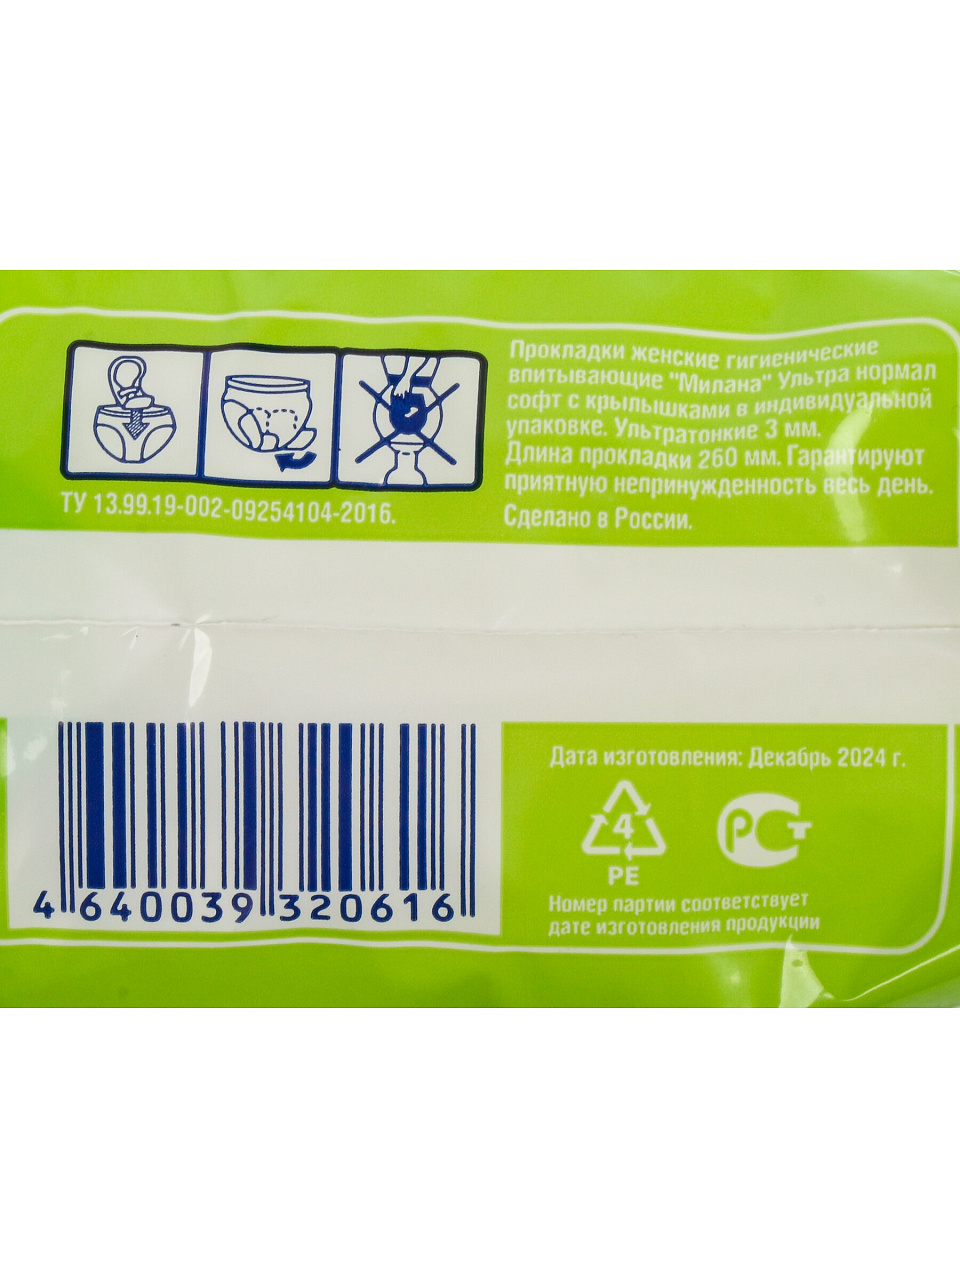 Прокладки женские гигиенические
впитывающие "Милана" Ультра нормал
софт с крылышками в индивидуальной
упаковке. Ультратонкие 3 мм.
Длина прокладки 260 мм. Гарантируют
приятную непринужденность весь день.
Сделано в России.
ТУ 13.99.19-002-09254104-2016.
4 640039 320616
Дата изготовления: Декабрь 2024 г.
4
PE
РСТ
Номер партии соответствует
дате изготовления продукции